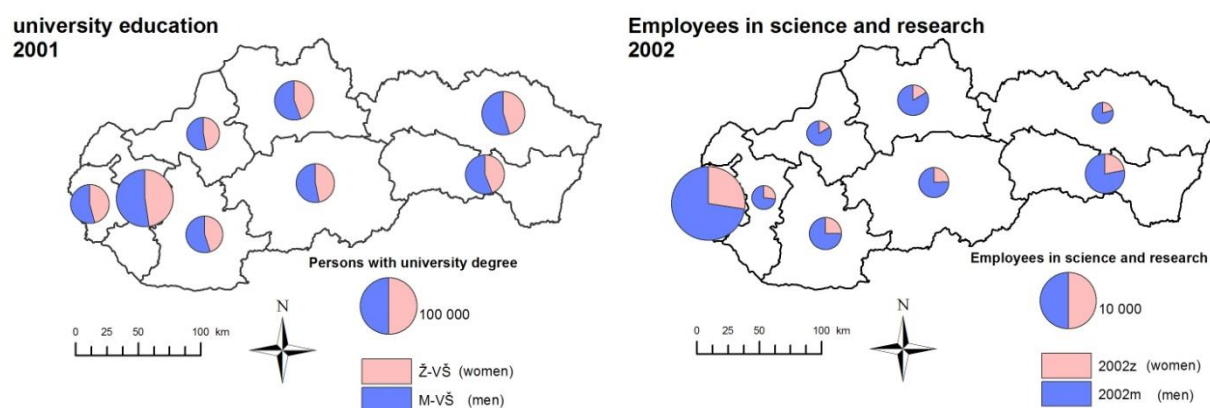 university education
2001
Persons with university degree
100 000
N
0 25 50 100 km
Ž-VŠ (women)
M-VŠ (men)
Employees in science and research
2002
Employees in science and research
10 000
N
0 25 50 100 km
2002z (women)
2002m (men)